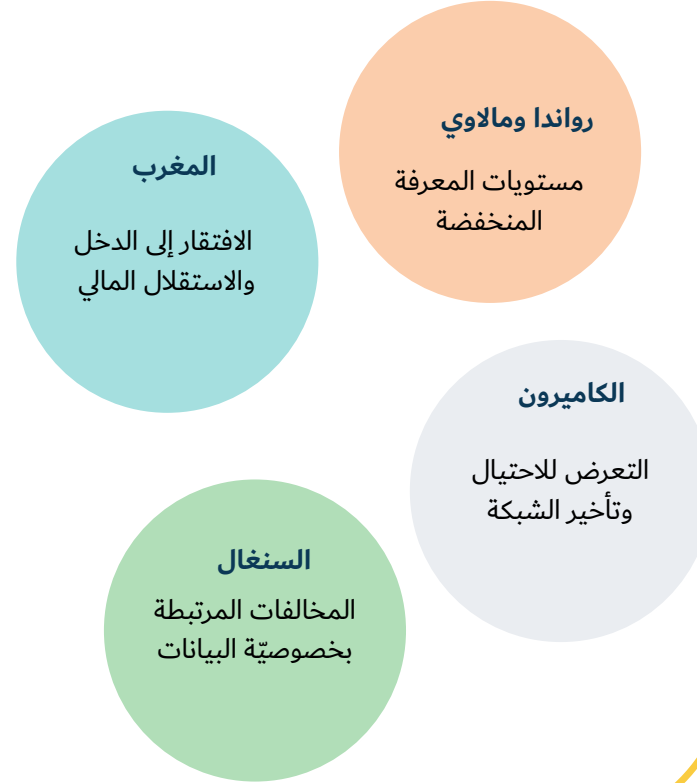 رواندا ومالاوي
مستويات المعرفة
المنخفضة
المغرب
الافتقار إلى الدخل
والاستقلال المالي
الكاميرون
التعرض للاحتيال
وتأخير الشبكة
السنغال
المخالفات المرتبطة
بخصوصيّة البيانات